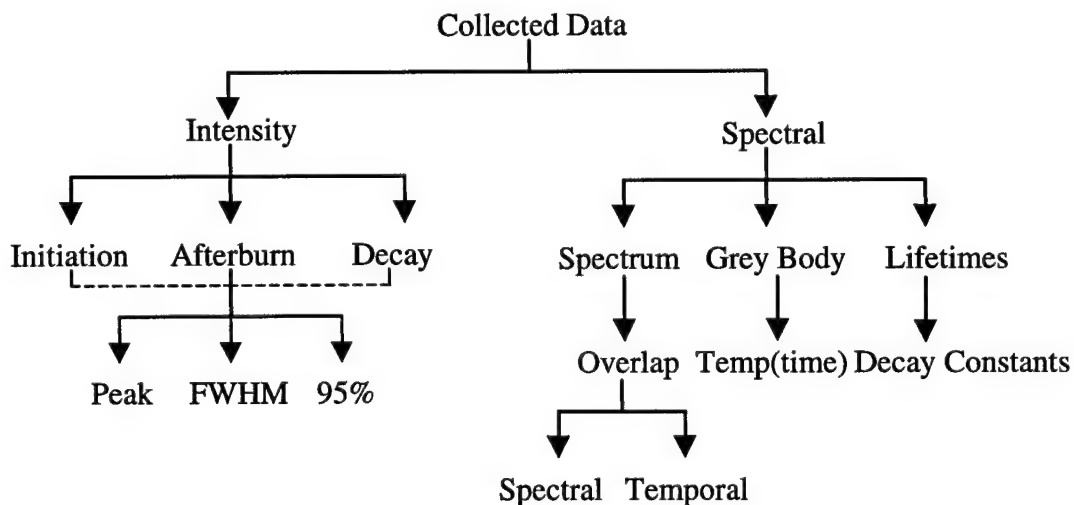 Collected Data
Intensity Spectral
Initiation Afterburn Decay Spectrum Grey Body Lifetimes
Overlap Temp(time) Decay Constants
Peak FWHM 95%
Spectral Temporal